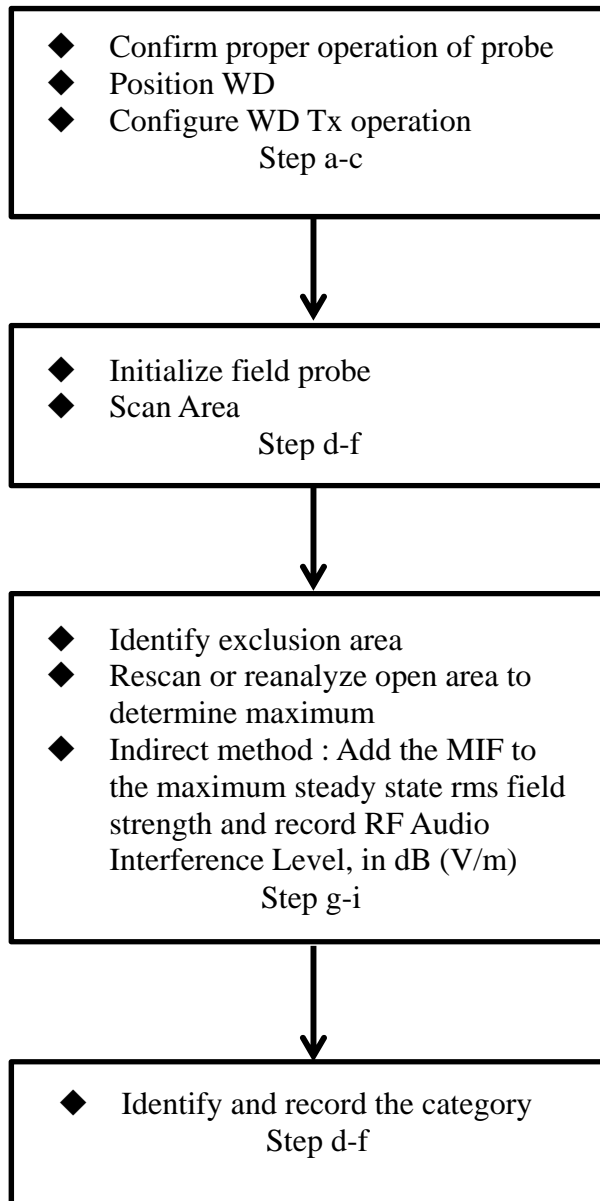 ◆ Confirm proper operation of probe
◆ Position WD
◆ Configure WD Tx operation
Step a-c
◆ Initialize field probe
◆ Scan Area
Step d-f
◆ Identify exclusion area
◆ Rescan or reanalyze open area to
determine maximum
◆ Indirect method : Add the MIF to
the maximum steady state rms field
strength and record RF Audio
Interference Level, in dB (V/m)
Step g-i
◆ Identify and record the category
Step d-f